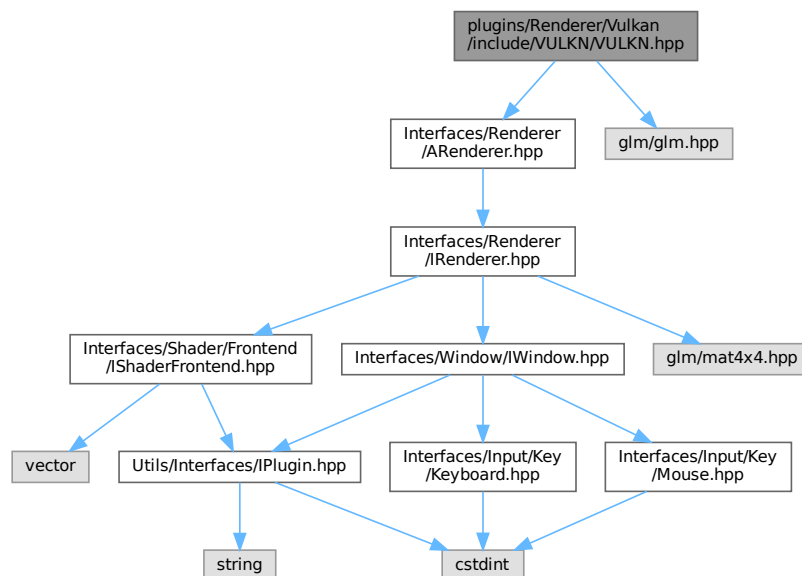 plugins/Renderer/Vulkan
/include/VULKN/VULKN.hpp
Interfaces/Renderer
/ARenderer.hpp
glm/glm.hpp
Interfaces/Renderer
/IRenderer.hpp
Interfaces/Shader/Frontend
/IShaderFrontend.hpp
Interfaces/Window/IWindow.hpp
glm/mat4x4.hpp
vector
Utils/Interfaces/IPlugin.hpp
Interfaces/Input/Key
/Keyboard.hpp
Interfaces/Input/Key
/Mouse.hpp
string
cstdint